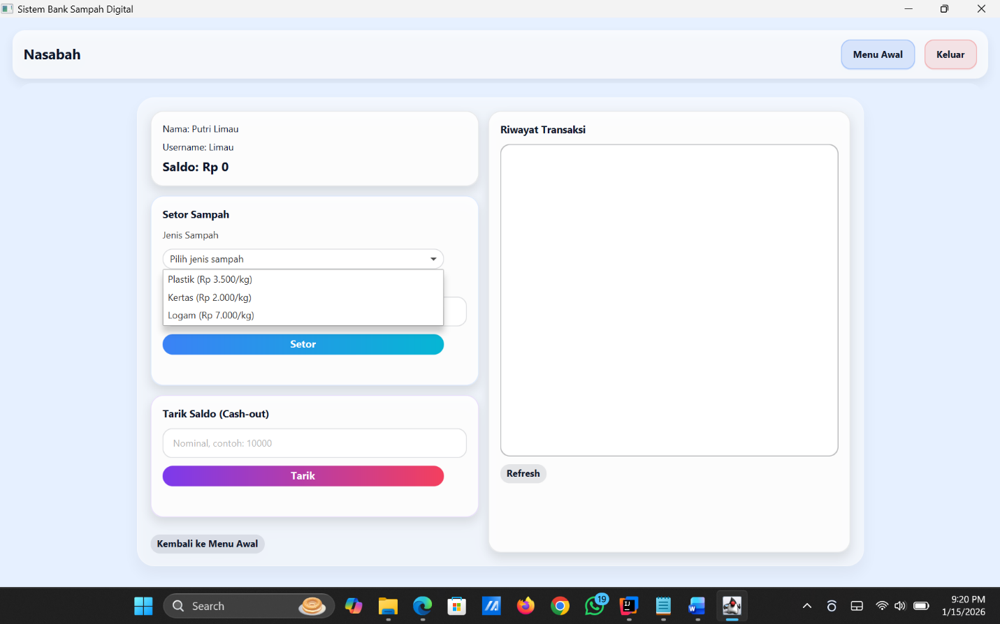 Sistem Bank Sampah Digital
Nasabah
Menu Awal
Keluar
Nama: Putri Limau
Username: Limau
Saldo: Rp 0
Setor Sampah
Jenis Sampah
Pilih jenis sampah
Plastik (Rp 3.500/kg)
Kertas (Rp 2.000/kg)
Logam (Rp 7.000/kg)
Setor
Tarik Saldo (Cash-out)
Nominal, contoh: 10000
Tarik
Kembali ke Menu Awal
Riwayat Transaksi
Refresh
Search
19
9:20 PM
1/15/2026